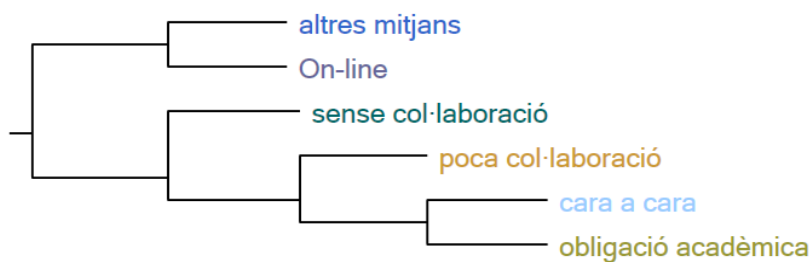 altres mitjans
On-line
sense col·laboració
poca col·laboració
cara a cara
obligació acadèmica